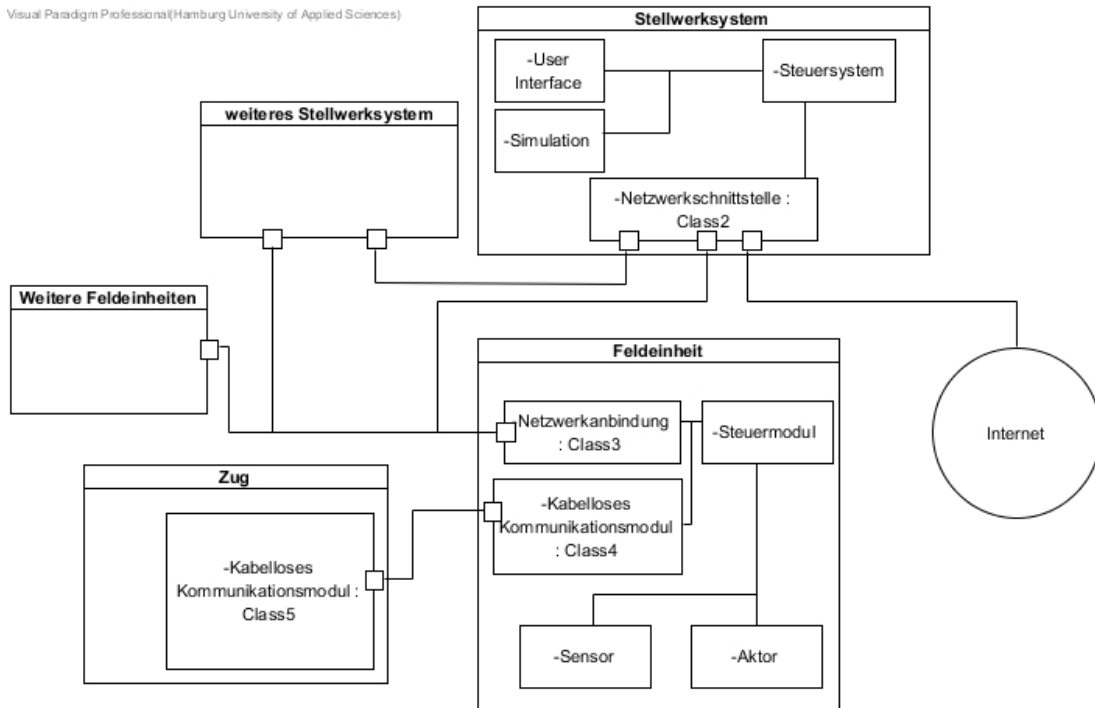 Visual Paradigm Professional(Hamburg University of Applied Sciences)
Stellwerksystem
-User
Interface
-Steuersystem
-Simulation
-Netzwerkschnittstelle :
Class2
weiteres Stellwerksystem
Weitere Feldeinheiten
Feldeinheit
-Netzwerkanbindung
: Class3
-Steuermodul
-Kabelloses
Kommunikationsmodul
: Class4
-Sensor
-Aktor
Internet
Zug
-Kabelloses
Kommunikationsmodul :
Class5